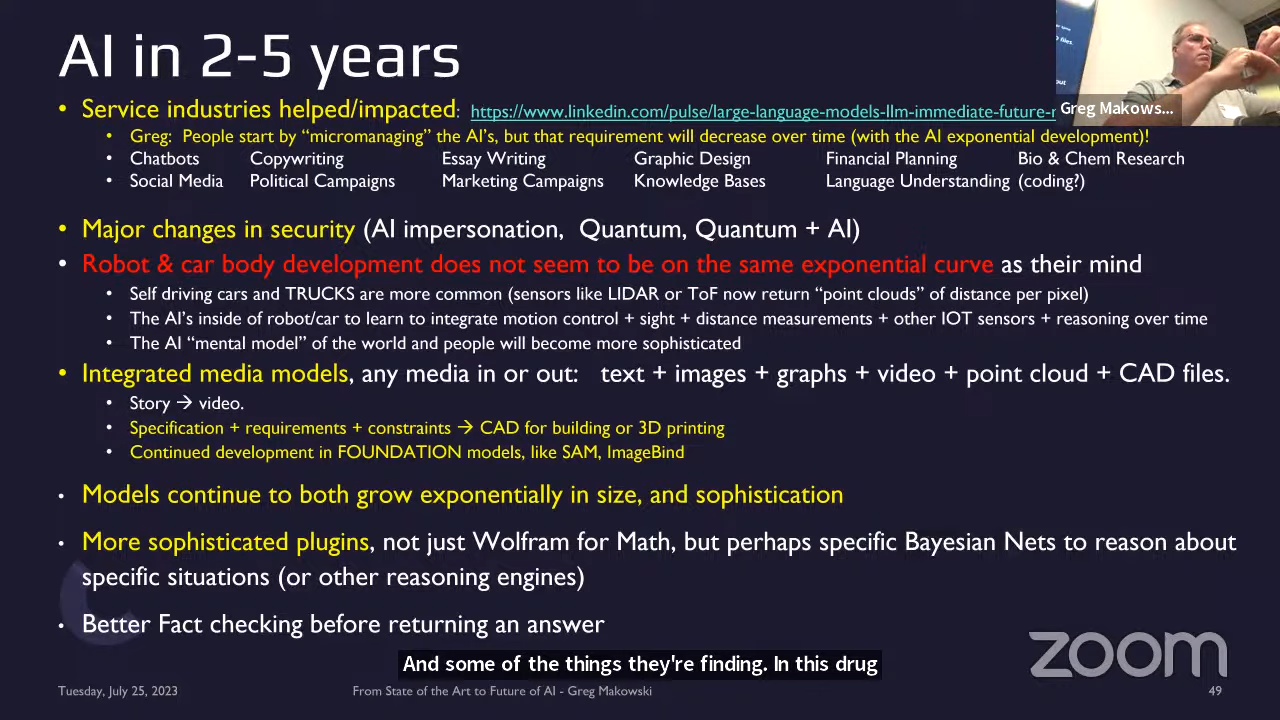 AI in 2-5 years
Service industries helped/impacted: https://www.linkedin.com/pulse/large-language-models-llm-immediate-future-r
Greg Makows...
Greg: People start by “micromanaging” the AI's, but that requirement will decrease over time (with the AI exponential development)!
Chatbots Copywriting Essay Writing Graphic Design Financial Planning Bio & Chem Research
Social Media Political Campaigns Marketing Campaigns Knowledge Bases Language Understanding (coding?)
Major changes in security (AI impersonation, Quantum, Quantum + AI)
Robot & car body development does not seem to be on the same exponential curve as their mind
Self driving cars and TRUCKS are more common (sensors like LIDAR or ToF now return “point clouds” of distance per pixel)
The AI's inside of robot/car to learn to integrate motion control + sight + distance measurements + other IOT sensors + reasoning over time
The AI “mental model” of the world and people will become more sophisticated
Integrated media models, any media in or out: text + images + graphs + video + point cloud + CAD files.
Story → video.
Specification + requirements + constraints → CAD for building or 3D printing
Continued development in FOUNDATION models, like SAM, ImageBind
Models continue to both grow exponentially in size, and sophistication
More sophisticated plugins, not just Wolfram for Math, but perhaps specific Bayesian Nets to reason about
specific situations (or other reasoning engines)
Better Fact checking before returning an answer
And some of the things they're finding. In this drug
zoom
Tuesday, July 25, 2023 From State of the Art to Future of AI - Greg Makowski 49